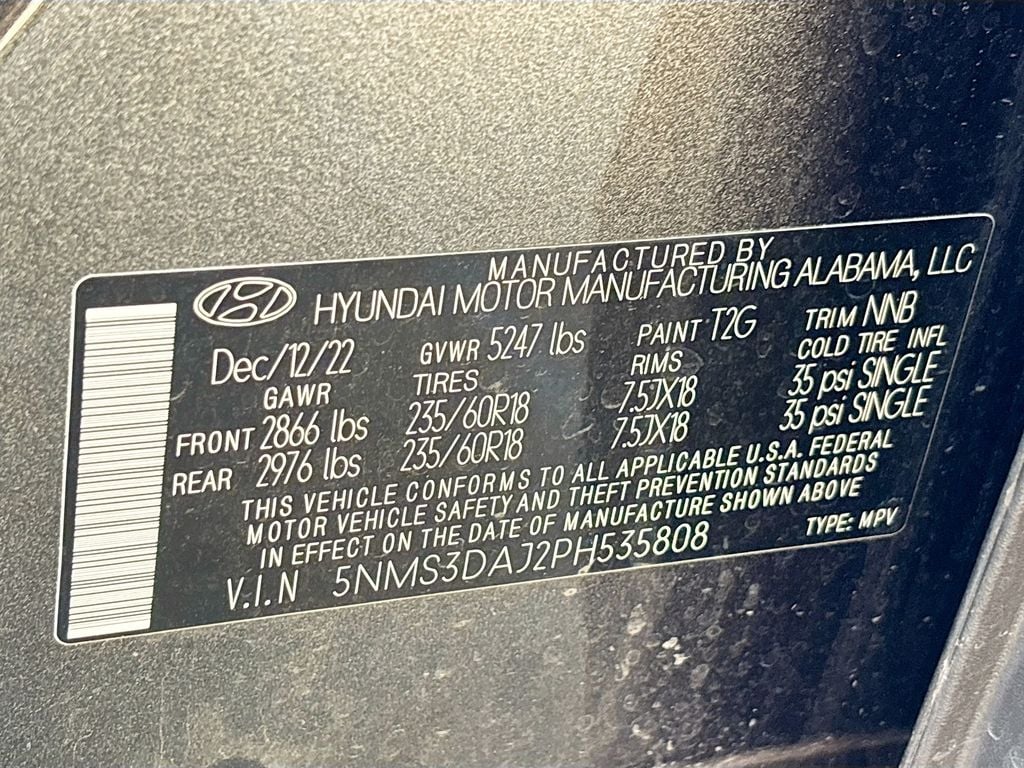 MANUFACTURED BY
HYUNDAI MOTOR MANUFACTURING ALABAMA, LLC
Dec/12/22 GVWR 5247 lbs PAINT T2G TRIM NNB
GAWR TIRES RIMS COLD TIRE INFL
FRONT 2866 lbs 235/60R18 7.5JX18 35 psi SINGLE
REAR 2976 lbs 235/60R18 7.5JX18 35 psi SINGLE
THIS VEHICLE CONFORMS TO ALL APPLICABLE U.S.A. FEDERAL
MOTOR VEHICLE SAFETY AND THEFT PREVENTION STANDARDS
IN EFFECT ON THE DATE OF MANUFACTURE SHOWN ABOVE
V.I.N 5NMS3DAJ2PH535808 TYPE: MPV